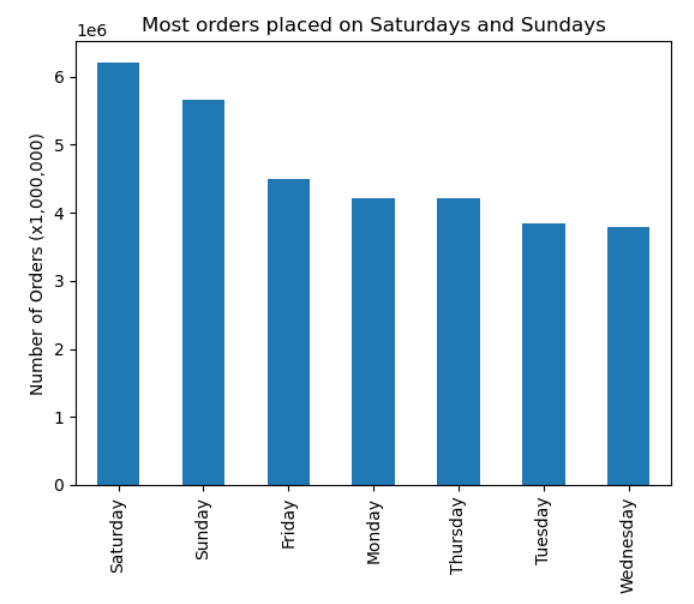 Most orders placed on Saturdays and Sundays
1e6
Number of Orders (x1,000,000)
6
5
4
3
2
1
0
Saturday
Sunday
Friday
Monday
Thursday
Tuesday
Wednesday